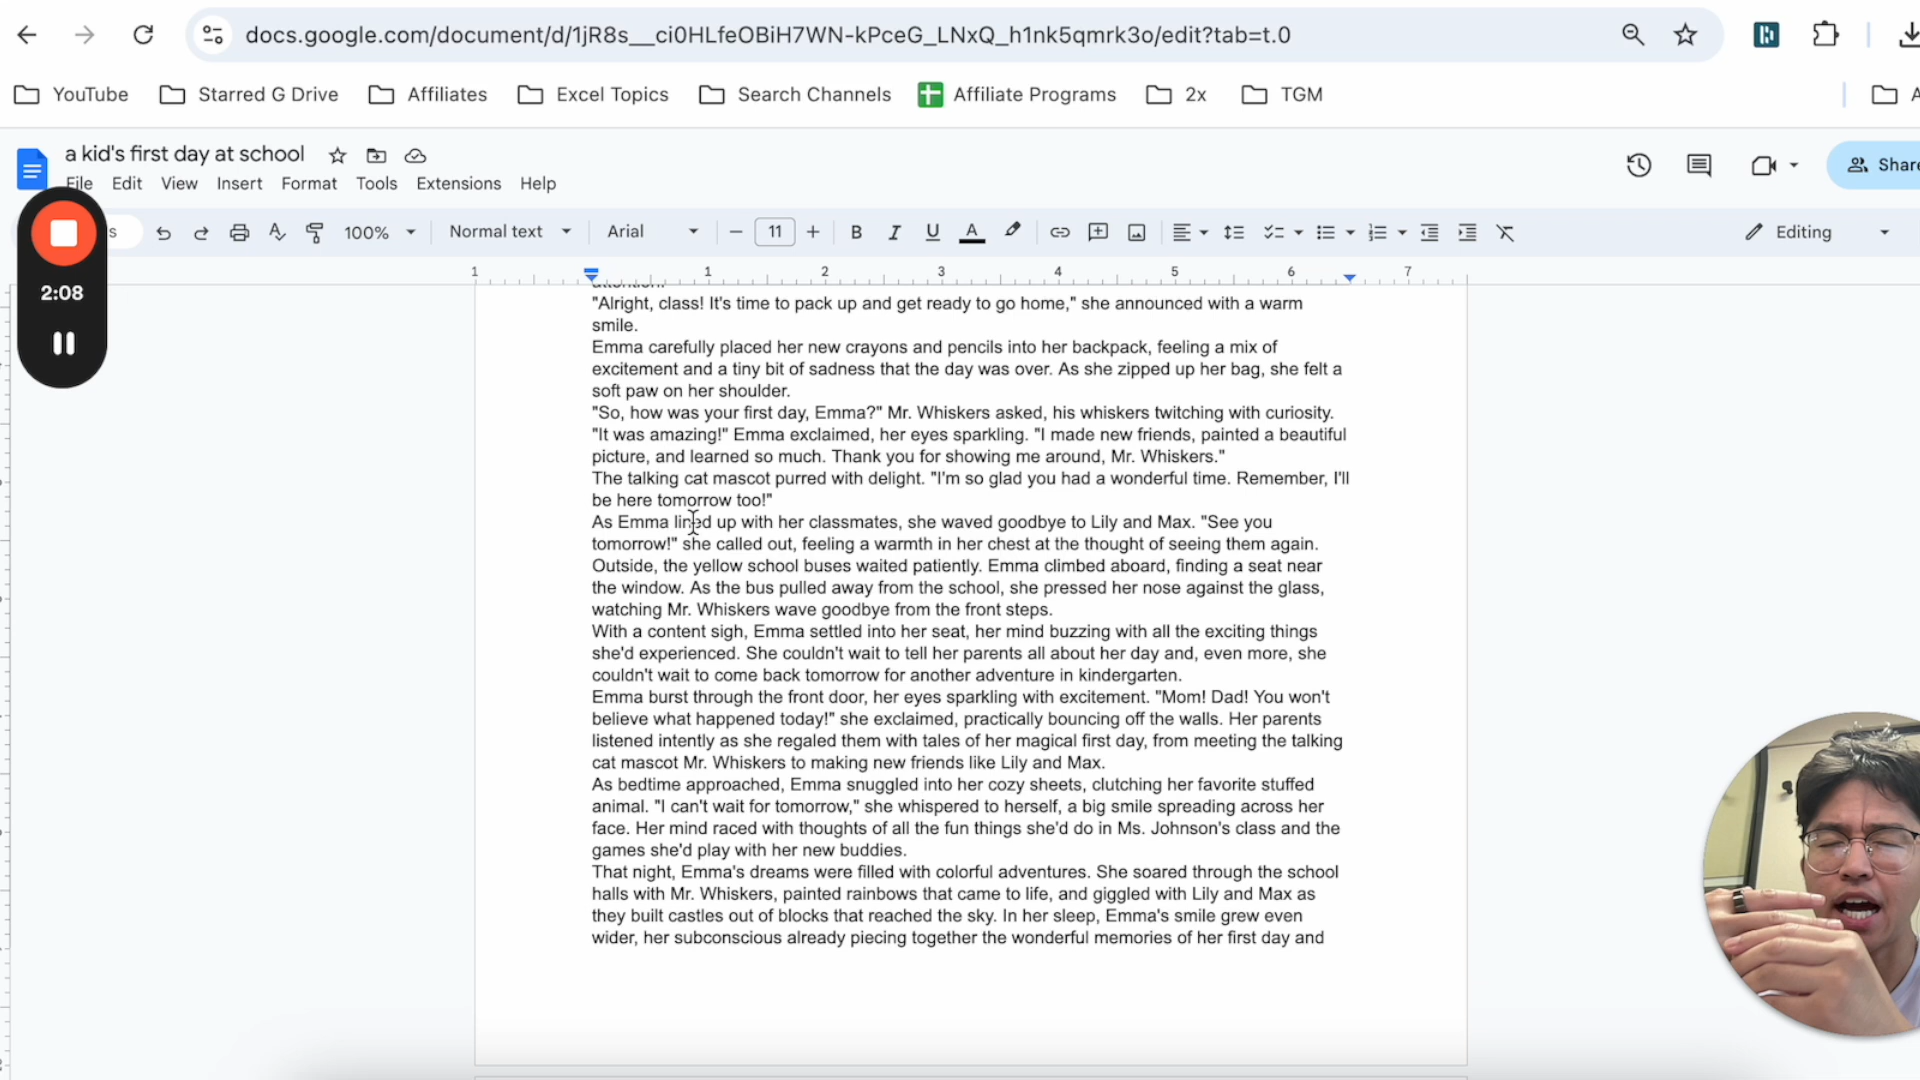 docs.google.com/document/d/1jR8s__ci0HLfeOBiH7WN-kPceG_LNxQ_h1nk5qmrk3o/edit?tab=t.0
YouTube Starred G Drive Affiliates Excel Topics Search Channels Affiliate Programs 2x TGM
a kid's first day at school
File Edit View Insert Format Tools Extensions Help
Share
100% Normal text Arial 11 Editing
2:08
1 1 2 3 4 5 6 7
attention.
"Alright, class! It's time to pack up and get ready to go home," she announced with a warm
smile.
Emma carefully placed her new crayons and pencils into her backpack, feeling a mix of
excitement and a tiny bit of sadness that the day was over. As she zipped up her bag, she felt a
soft paw on her shoulder.
"So, how was your first day, Emma?" Mr. Whiskers asked, his whiskers twitching with curiosity.
"It was amazing!" Emma exclaimed, her eyes sparkling. "I made new friends, painted a beautiful
picture, and learned so much. Thank you for showing me around, Mr. Whiskers."
The talking cat mascot purred with delight. "I'm so glad you had a wonderful time. Remember, I'll
be here tomorrow too!"
As Emma lined up with her classmates, she waved goodbye to Lily and Max. "See you
tomorrow!" she called out, feeling a warmth in her chest at the thought of seeing them again.
Outside, the yellow school buses waited patiently. Emma climbed aboard, finding a seat near
the window. As the bus pulled away from the school, she pressed her nose against the glass,
watching Mr. Whiskers wave goodbye from the front steps.
With a content sigh, Emma settled into her seat, her mind buzzing with all the exciting things
she'd experienced. She couldn't wait to tell her parents all about her day and, even more, she
couldn't wait to come back tomorrow for another adventure in kindergarten.
Emma burst through the front door, her eyes sparkling with excitement. "Mom! Dad! You won't
believe what happened today!" she exclaimed, practically bouncing off the walls. Her parents
listened intently as she regaled them with tales of her magical first day, from meeting the talking
cat mascot Mr. Whiskers to making new friends like Lily and Max.
As bedtime approached, Emma snuggled into her cozy sheets, clutching her favorite stuffed
animal. "I can't wait for tomorrow," she whispered to herself, a big smile spreading across her
face. Her mind raced with thoughts of all the fun things she'd do in Ms. Johnson's class and the
games she'd play with her new buddies.
That night, Emma's dreams were filled with colorful adventures. She soared through the school
halls with Mr. Whiskers, painted rainbows that came to life, and giggled with Lily and Max as
they built castles out of blocks that reached the sky. In her sleep, Emma's smile grew even
wider, her subconscious already piecing together the wonderful memories of her first day and